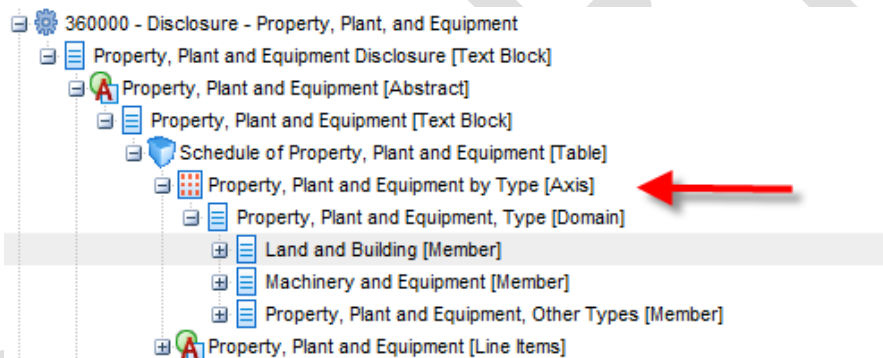 360000 - Disclosure - Property, Plant, and Equipment
Property, Plant and Equipment Disclosure [Text Block]
Property, Plant and Equipment [Abstract]
Property, Plant and Equipment [Text Block]
Schedule of Property, Plant and Equipment [Table]
Property, Plant and Equipment by Type [Axis]
Property, Plant and Equipment, Type [Domain]
Land and Building [Member]
Machinery and Equipment [Member]
Property, Plant and Equipment, Other Types [Member]
Property, Plant and Equipment [Line Items]